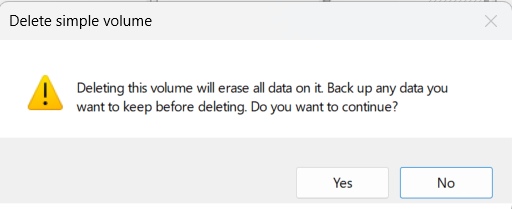 Delete simple volume
Deleting this volume will erase all data on it. Back up any data you
want to keep before deleting. Do you want to continue?
Yes
No